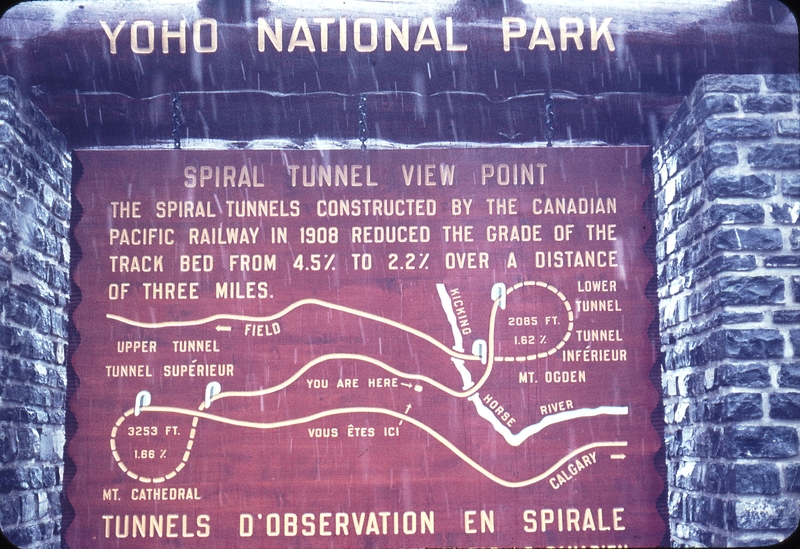 YOHO NATIONAL PARK
SPIRAL TUNNEL VIEW POINT
THE SPIRAL TUNNELS CONSTRUCTED BY THE CANADIAN
PACIFIC RAILWAY IN 1908 REDUCED THE GRADE OF THE
TRACK BED FROM 4.5% TO 2.2% OVER A DISTANCE
OF THREE MILES.
LOWER
TUNNEL
KICKING
2085 FT.
1.62 %
FIELD
TUNNEL
INFÉRIEUR
UPPER TUNNEL
TUNNEL SUPÉRIEUR
MT. OGDEN
YOU ARE HERE
HORSE
RIVER
VOUS ÊTES ICI
3253 FT.
1.66 %
CALGARY
MT. CATHEDRAL
TUNNELS D'OBSERVATION EN SPIRALE
CANADIEN